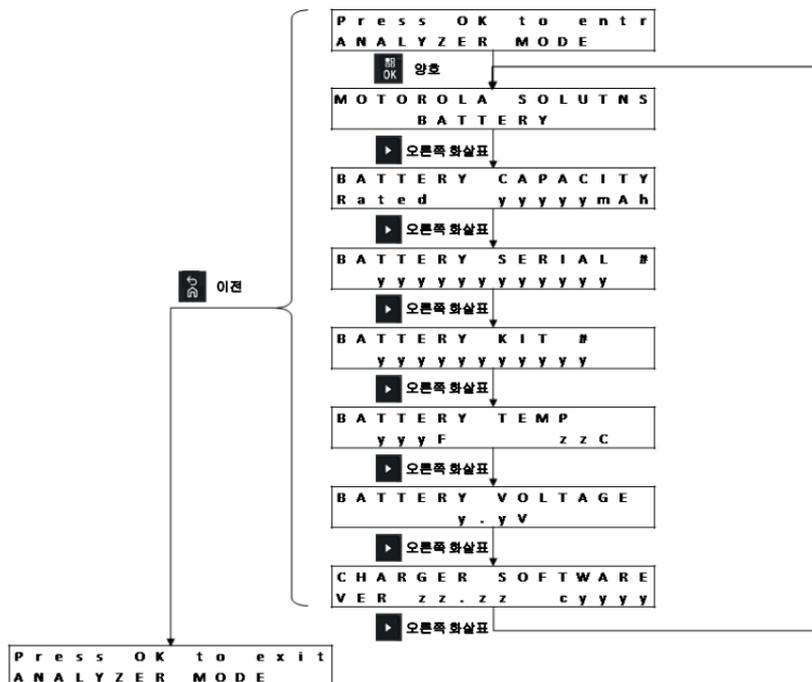 Press OK to entr
ANALYZER MODE
OK 양호
MOTOROLA SOLUTNS
BATTERY
오른쪽 화살표
BATTERY CAPACITY
Rated yyyyymAh
오른쪽 화살표
BATTERY SERIAL #
yyyyyyyyyyyy
이전
오른쪽 화살표
BATTERY KIT #
yyyyyyyyyyy
오른쪽 화살표
BATTERY TEMP
yyyF zzC
오른쪽 화살표
BATTERY VOLTAGE
y.yV
오른쪽 화살표
CHARGER SOFTWARE
VER zz.zz cyyyy
오른쪽 화살표
Press OK to exit
ANALYZER MODE